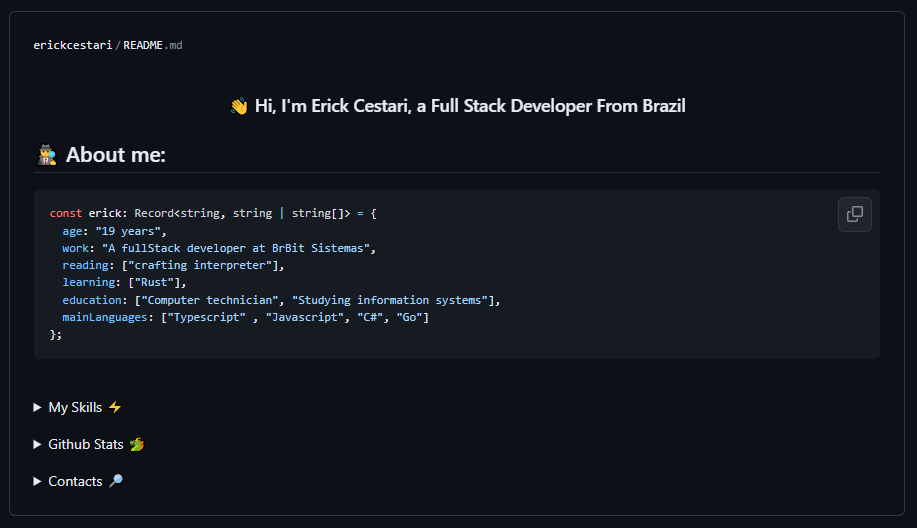 erickcestari/README.md
👋 Hi, I'm Erick Cestari, a Full Stack Developer From Brazil
🕵️ About me:
const erick: Record<string, string | string[]> = {
  age: "19 years",
  work: "A fullStack developer at BrBit Sistemas",
  reading: ["crafting interpreter"],
  learning: ["Rust"],
  education: ["Computer technician", "Studying information systems"],
  mainLanguages: ["Typescript" , "Javascript", "C#", "Go"]
};
▶ My Skills ⚡
▶ Github Stats 🐲
▶ Contacts 🔎